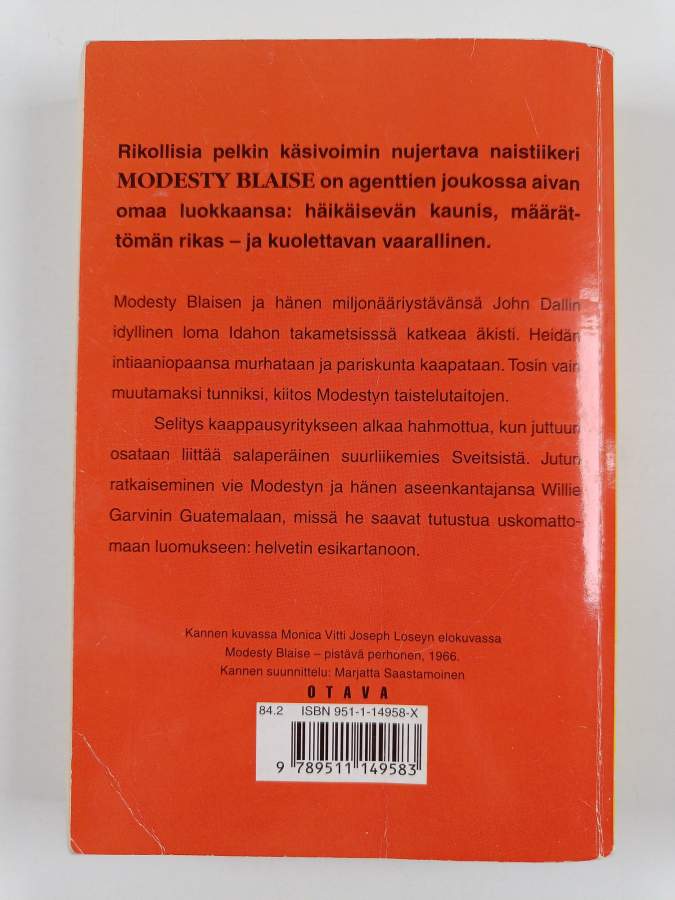 Rikollisia pelkin käsivoimin nujertava naistiikeri
MODESTY BLAISE on agenttien joukossa aivan
omaa luokkaansa: häikäisevän kaunis, määrät-
tömän rikas – ja kuolettavan vaarallinen.
Modesty Blaisen ja hänen miljonääriystävänsä John Dallin
idyllinen loma Idahon takametsisssä katkeaa äkisti. Heidän
intiaaniopaansa murhataan ja pariskunta kaapataan. Tosin vain
muutamaksi tunniksi, kiitos Modestyn taistelutaitojen.
Selitys kaappausyritykseen alkaa hahmottua, kun juttuun
osataan liittää salaperäinen suurliikemies Sveitsistä. Jutun
ratkaiseminen vie Modestyn ja hänen aseenkantajansa Willie
Garvinin Guatemalaan, missä he saavat tutustua uskomatto-
maan luomukseen: helvetin esikartanoon.
Kannen kuvassa Monica Vitti Joseph Loseyn elokuvassa
Modesty Blaise – pistävä perhonen, 1966.
Kannen suunnittelu: Marjatta Saastamoinen
OTAVA
84.2 ISBN 951-1-14958-X
9 789511 149583